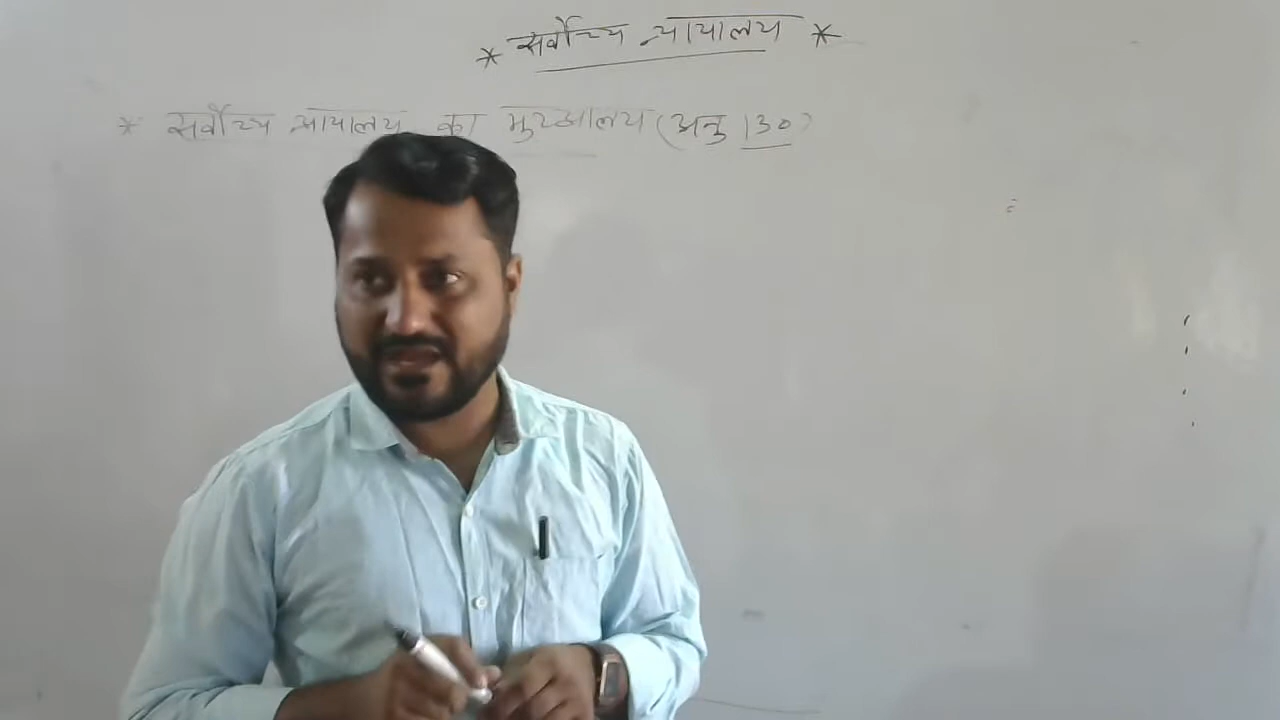 * सर्वोच्य न्यायालय *
* सर्वोच्य न्यायालय का मुख्यालय (अनु 130)